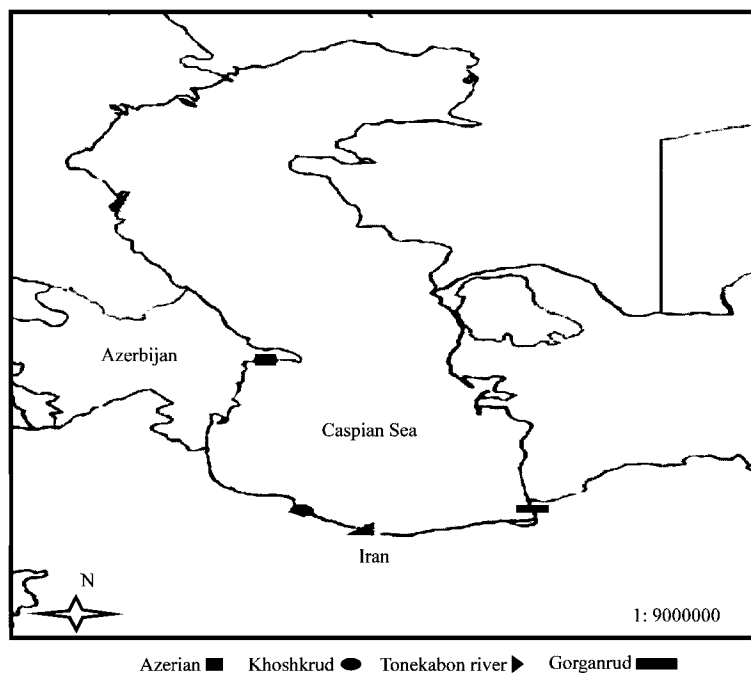 Azerbijan
Caspian Sea
Iran
N
1: 9000000
Azerian Khoshkrud Tonekabon river Gorganrud